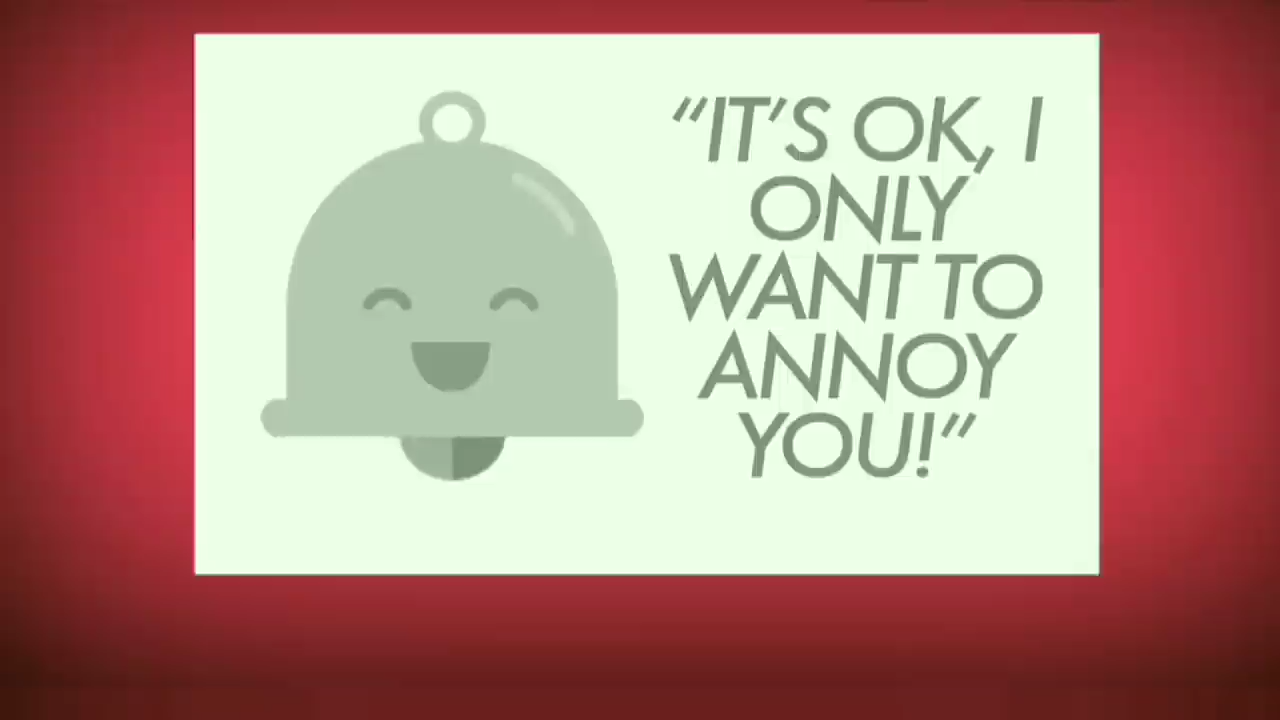 “IT’S OK, I
ONLY
WANT TO
ANNOY
YOU!”